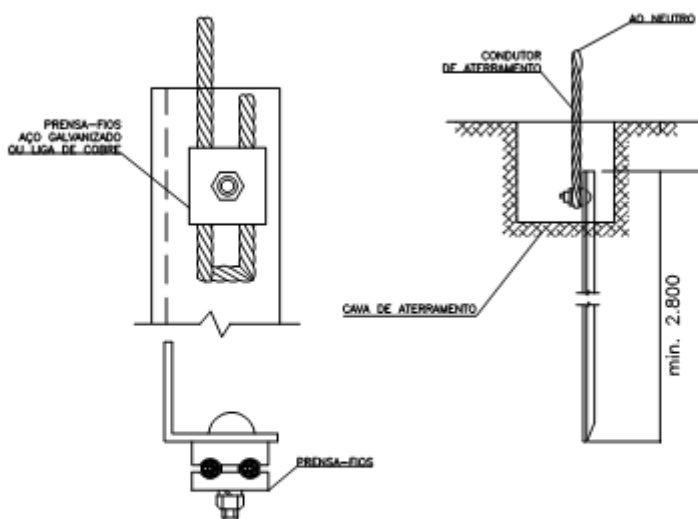 PRENSA-FIOS
AÇO GALVANIZADO
OU LIGA DE COBRE
PRENSA-FIOS
AO NEUTRO
CONDUTOR
DE ATERRAMENTO
CAVA DE ATERRAMENTO
min. 2.800